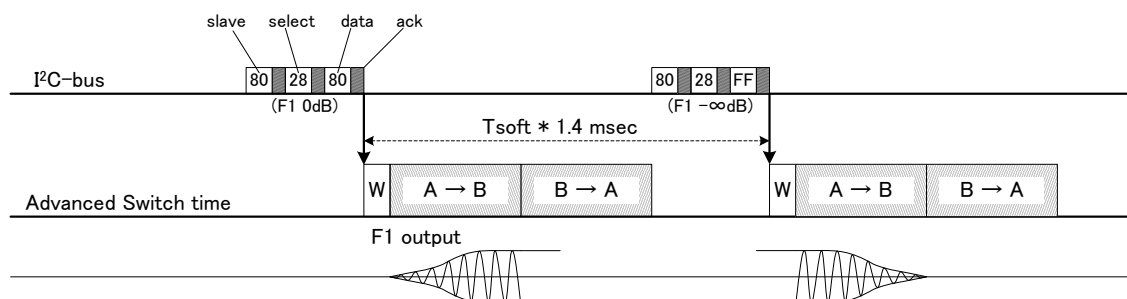 slave select data ack
I²C-bus 80 28 80 80 28 FF
(F1 0dB) (F1 −∞dB)
Tsoft * 1.4 msec
Advanced Switch time W A → B B → A W A → B B → A
F1 output